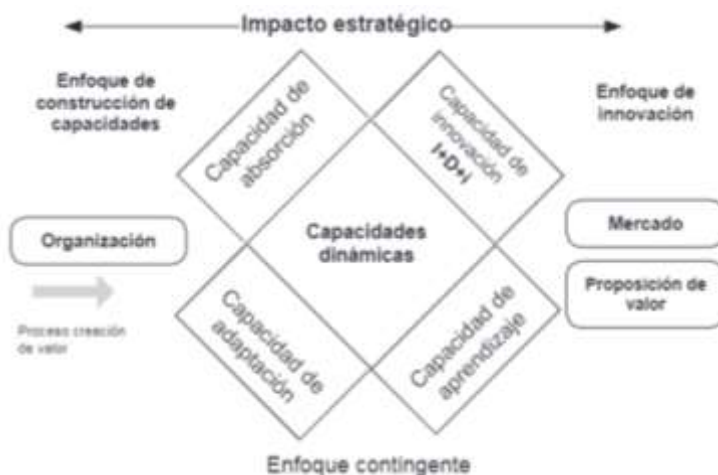 Impacto estratégico
Enfoque de
construcción de
capacidades
Capacidad de
absorción
Capacidad de
innovación
I+D+i
Enfoque de
innovación
Organización
Capacidades
dinámicas
Mercado
Proposición de
valor
Proceso creación
de valor
Capacidad de
adaptación
Capacidad de
aprendizaje
Enfoque contingente